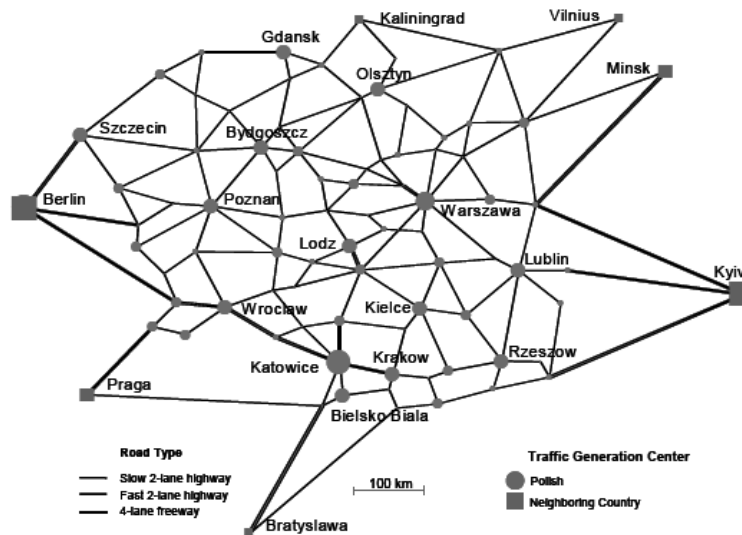 Kaliningrad
Vilnius
Gdansk
Minsk
Olsztyn
Szczecin
Bydgoszcz
Berlin
Poznan
Warszawa
Lodz
Lublin
Kyiv
Wroclaw
Kielce
Katowice
Krakow
Rzeszow
Praga
Bielsko Biala
Road Type
Slow 2-lane highway
Fast 2-lane highway
4-lane freeway
100 km
Traffic Generation Center
Polish
Neighboring Country
Bratyslawa